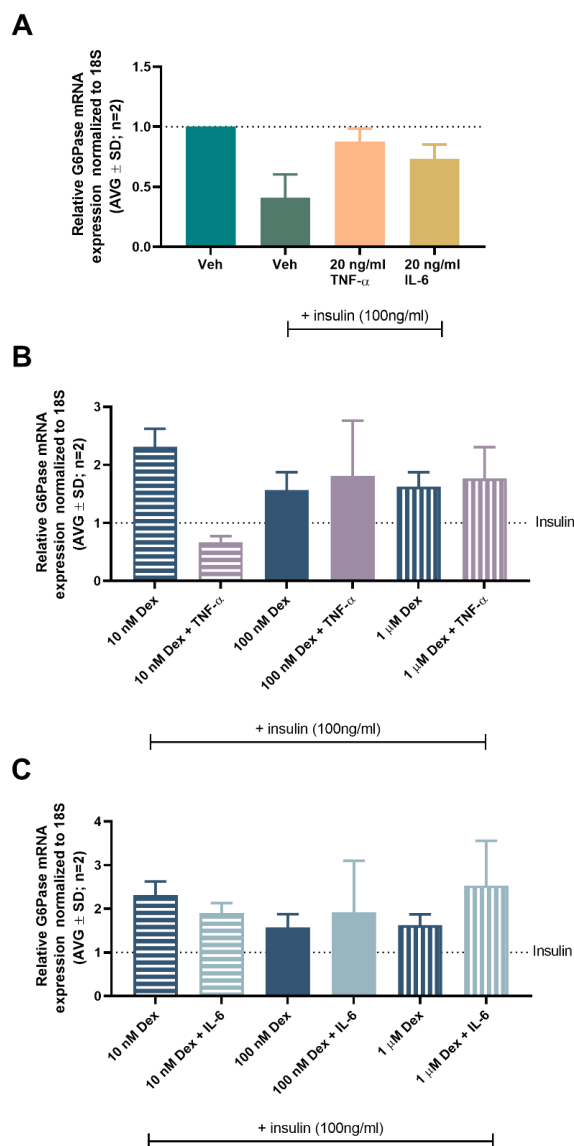 A
Relative G6Pase mRNA
expression normalized to 18S
(AVG ± SD; n=2)
1.5
1.0
0.5
0.0
Veh
Veh
20 ng/ml
TNF-α
20 ng/ml
IL-6
+ insulin (100ng/ml)
B
Relative G6Pase mRNA
expression normalized to 18S
(AVG ± SD; n=2)
3
2
1
0
Insulin
10 nM Dex
10 nM Dex + TNF-α
100 nM Dex
100 nM Dex + TNF-α
1 μM Dex
1 μM Dex + TNF-α
+ insulin (100ng/ml)
C
Relative G6Pase mRNA
expression normalized to 18S
(AVG ± SD; n=2)
4
3
2
1
0
Insulin
10 nM Dex
10 nM Dex + IL-6
100 nM Dex
100 nM Dex + IL-6
1 μM Dex
1 μM Dex + IL-6
+ insulin (100ng/ml)